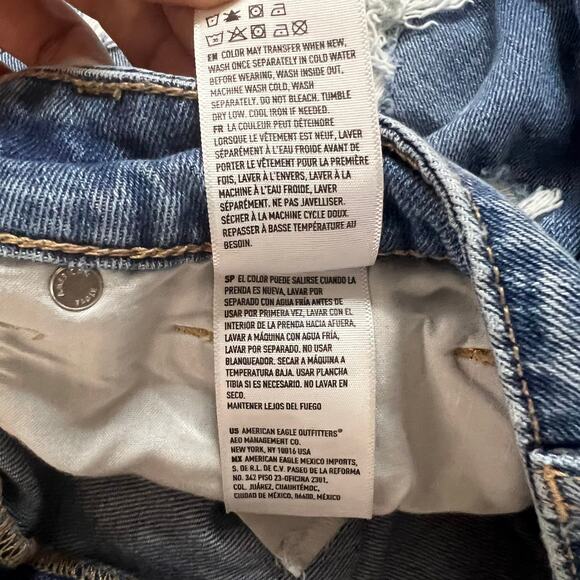 EN COLOR MAY TRANSFER WHEN NEW,
WASH ONCE SEPARATELY IN COLD WATER
BEFORE WEARING, WASH INSIDE OUT,
MACHINE WASH COLD, WASH
SEPARATELY. DO NOT BLEACH. TUMBLE
DRY LOW. COOL IRON IF NEEDED.
FR LA COULEUR PEUT DÉTEINDRE
LORSQUE LE VÊTEMENT EST NEUF, LAVER
SÉPARÉMENT À L'EAU FROIDE AVANT DE
PORTER LE VÊTEMENT POUR LA PREMIÈRE
FOIS, LAVER À L'ENVERS, LAVER À LA
MACHINE À L'EAU FROIDE, LAVER
SÉPARÉMENT. NE PAS JAVELLISER.
SÉCHER À LA MACHINE CYCLE DOUX.
REPASSER À BASSE TEMPÉRATURE AU
BESOIN.
SP EL COLOR PUEDE SALIRSE CUANDO LA
PRENDA ES NUEVA, LAVAR POR
SEPARADO CON AGUA FRÍA ANTES DE
USAR POR PRIMERA VEZ, LAVAR CON EL
INTERIOR DE LA PRENDA HACIA AFUERA,
LAVAR A MÁQUINA CON AGUA FRÍA,
LAVAR POR SEPARADO. NO USAR
BLANQUEADOR. SECAR A MÁQUINA A
TEMPERATURA BAJA. USAR PLANCHA
TIBIA SI ES NECESARIO. NO LAVAR EN
SECO.
MANTENER LEJOS DEL FUEGO
US AMERICAN EAGLE OUTFITTERS®
AEO MANAGEMENT CO.
NEW YORK, NY 10016 USA
MX AMERICAN EAGLE MEXICO IMPORTS,
S. DE R.L. DE C.V. PASEO DE LA REFORMA
NO. 342 PISO 23-OFICINA 2301,
COL. JUÁREZ, CUAUHTÉMOC,
CIUDAD DE MÉXICO, 06600. MÉXICO